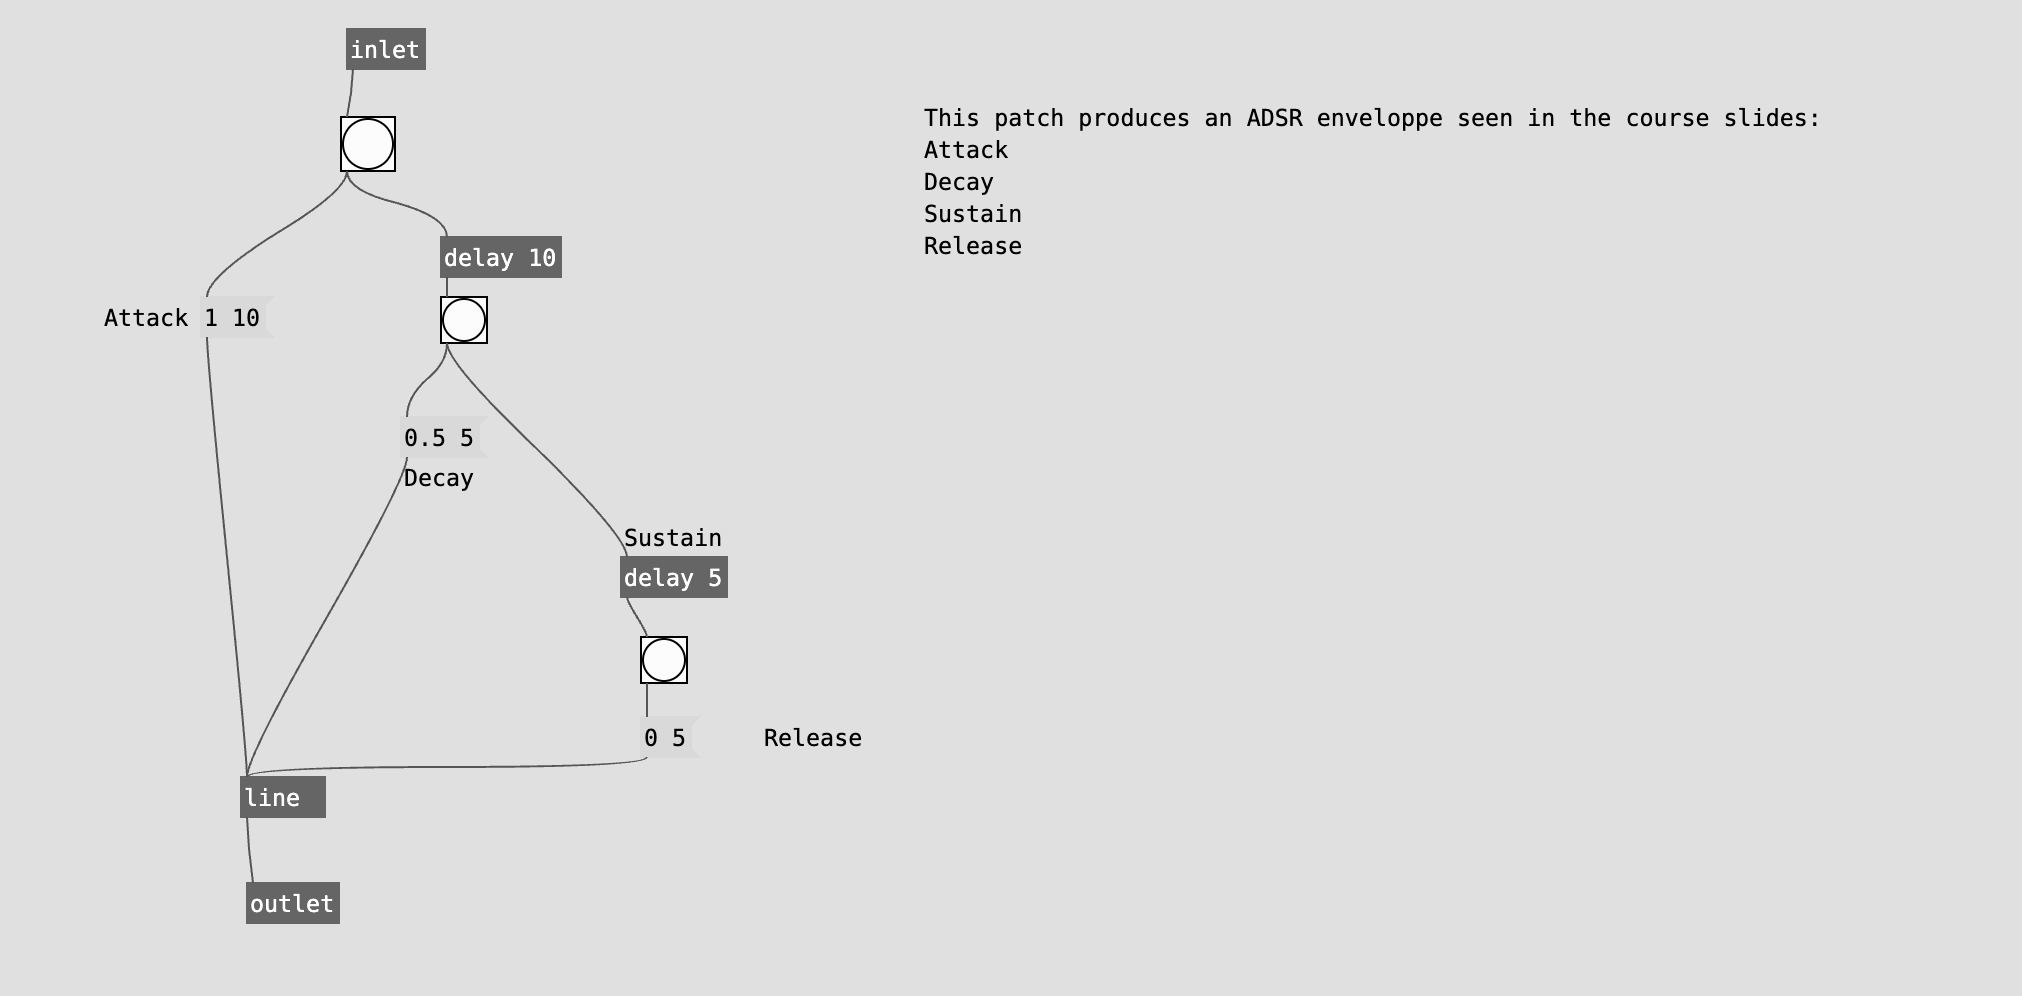 inlet
This patch produces an ADSR enveloppe seen in the course slides:
Attack
Decay
Sustain
Release
delay 10
Attack 1 10
0.5 5
Decay
Sustain
delay 5
0 5 Release
line
outlet